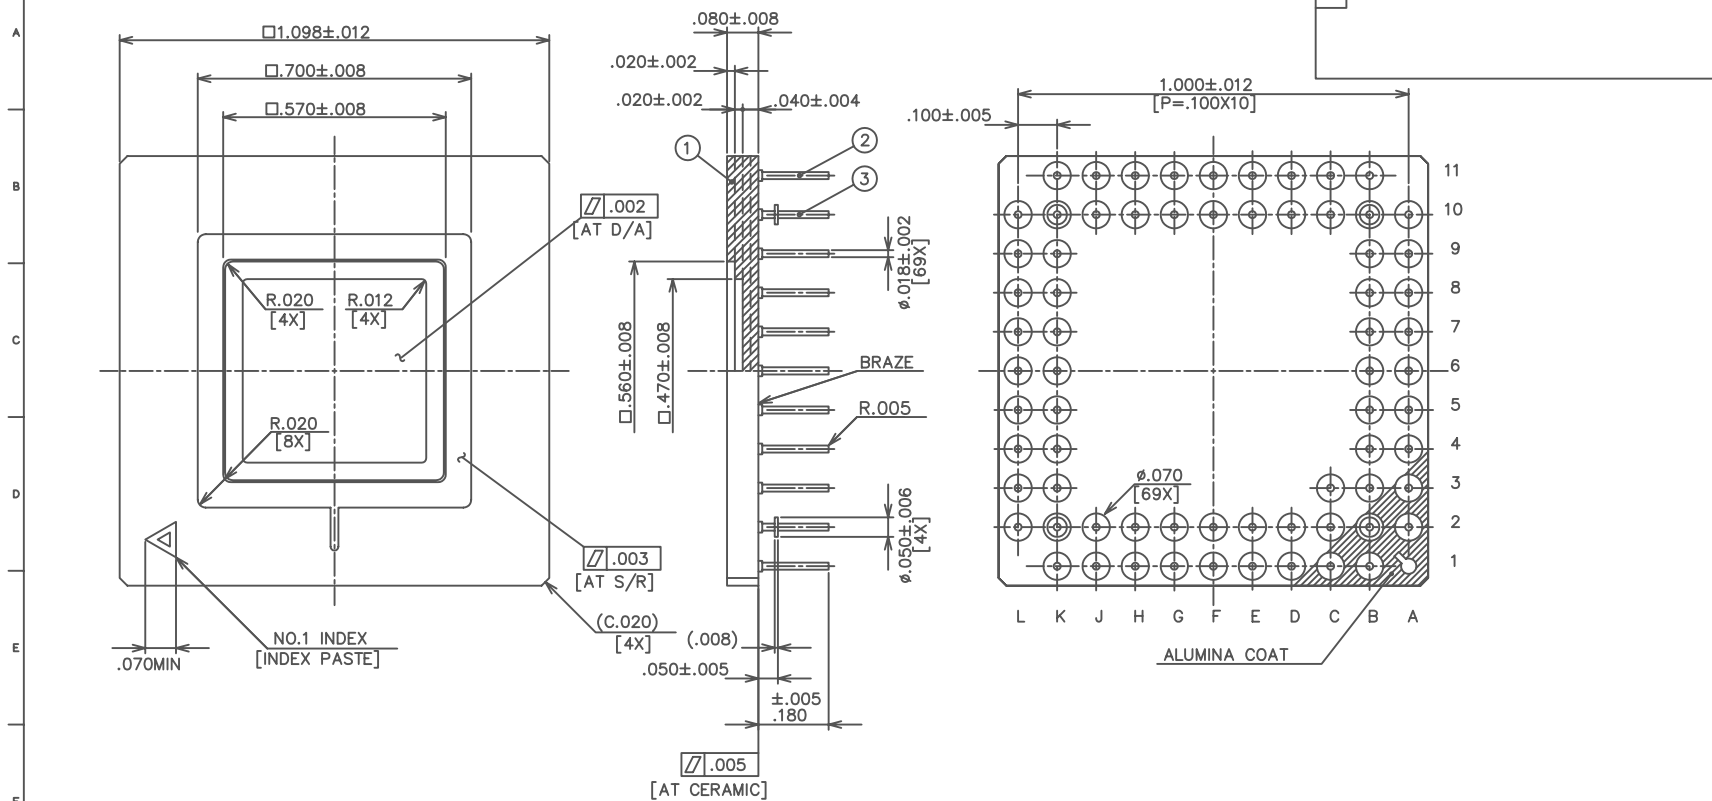 A
B
C
D
E
F
□1.098±.012
□.700±.008
□.570±.008
.002
[AT D/A]
R.020
[4X]
R.012
[4X]
R.020
[8X]
.003
[AT S/R]
(C.020)
[4X]
NO.1 INDEX
[INDEX PASTE]
.070MIN
.080±.008
.020±.002
.020±.002
.040±.004
1
2
3
ø.018±.002
[69X]
□.560±.008
□.470±.008
BRAZE
R.005
ø.050±.006
[4X]
(.008)
.050±.005
±.005
.180
.005
[AT CERAMIC]
1.000±.012
[P=.100X10]
.100±.005
11
10
9
8
7
6
5
4
3
2
1
ø.070
[69X]
L K J H G F E D C B A
ALUMINA COAT